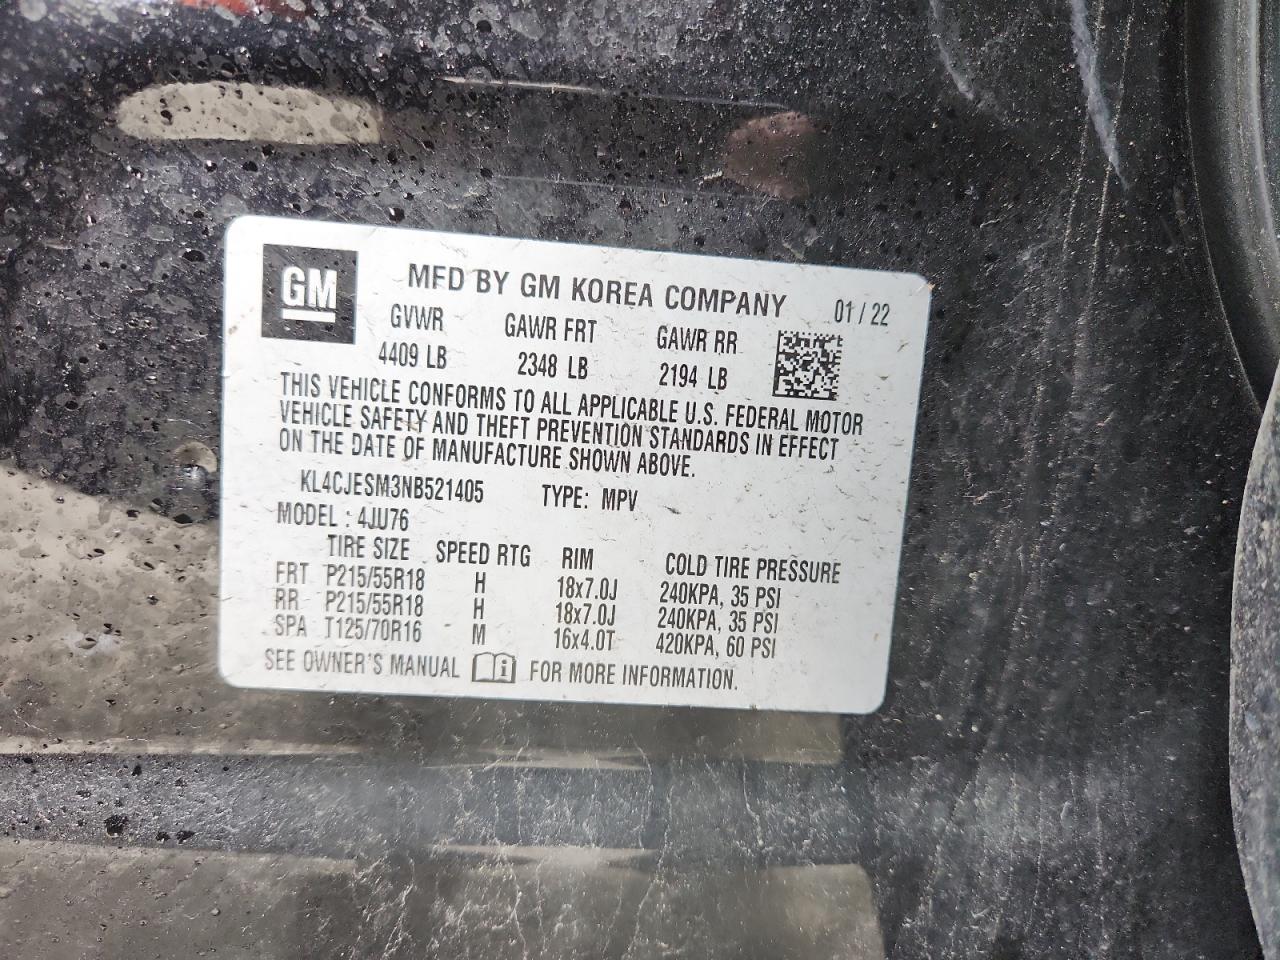 GM
MFD BY GM KOREA COMPANY 01/22
GVWR GAWR FRT GAWR RR
4409 LB 2348 LB 2194 LB
THIS VEHICLE CONFORMS TO ALL APPLICABLE U.S. FEDERAL MOTOR
VEHICLE SAFETY AND THEFT PREVENTION STANDARDS IN EFFECT
ON THE DATE OF MANUFACTURE SHOWN ABOVE.
KL4CJESM3NB521405 TYPE: MPV
MODEL : 4JU76
TIRE SIZE SPEED RTG RIM COLD TIRE PRESSURE
FRT P215/55R18 H 18x7.0J 240KPA, 35 PSI
RR P215/55R18 H 18x7.0J 240KPA, 35 PSI
SPA T125/70R16 M 16x4.0T 420KPA, 60 PSI
SEE OWNER'S MANUAL i FOR MORE INFORMATION.